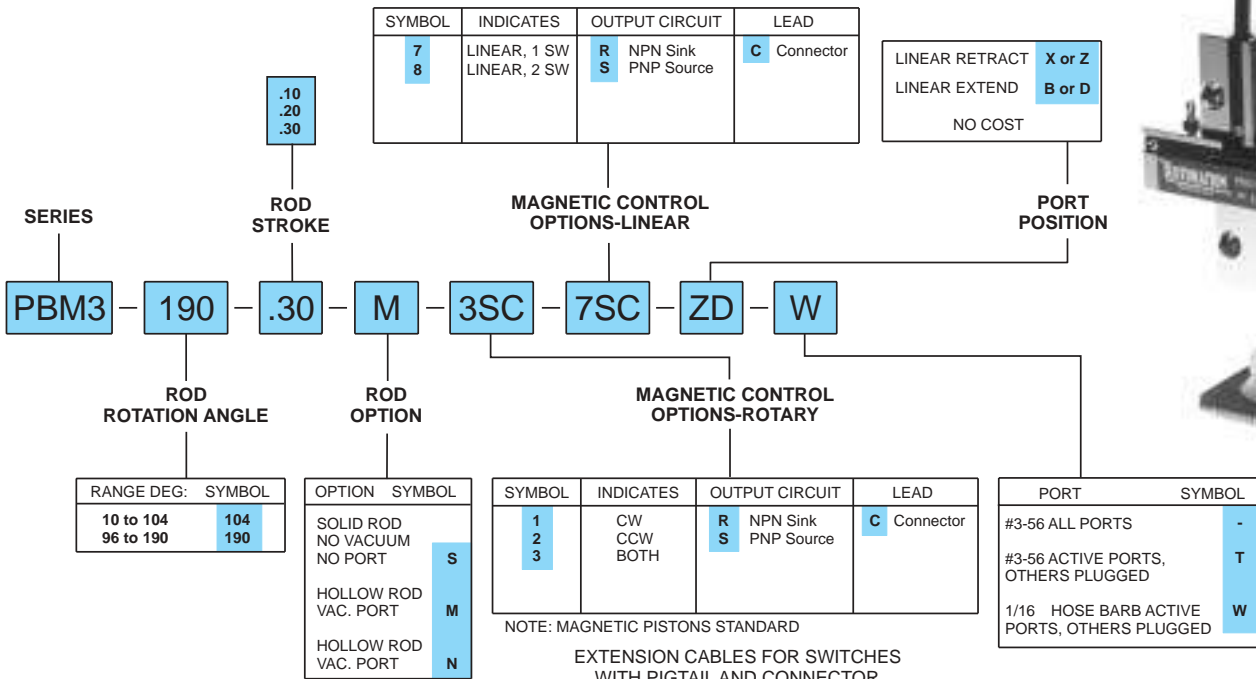 SYMBOL INDICATES OUTPUT CIRCUIT LEAD
7 LINEAR, 1 SW R NPN Sink C Connector
8 LINEAR, 2 SW S PNP Source
LINEAR RETRACT X or Z
LINEAR EXTEND B or D
NO COST
.10
.20
.30
SERIES
ROD
STROKE
MAGNETIC CONTROL
OPTIONS-LINEAR
PORT
POSITION
PBM3 - 190 - .30 - M - 3SC - 7SC - ZD - W
ROD
ROTATION ANGLE
ROD
OPTION
MAGNETIC CONTROL
OPTIONS-ROTARY
RANGE DEG: SYMBOL
10 to 104 104
96 to 190 190
OPTION SYMBOL
SOLID ROD
NO VACUUM
NO PORT S
HOLLOW ROD
VAC. PORT M
HOLLOW ROD
VAC. PORT N
SYMBOL INDICATES OUTPUT CIRCUIT LEAD
1 CW R NPN Sink C Connector
2 CCW S PNP Source
3 BOTH
NOTE: MAGNETIC PISTONS STANDARD
EXTENSION CABLES FOR SWITCHES
WITH PIGTAIL AND CONNECTOR
PORT SYMBOL
#3-56 ALL PORTS -
#3-56 ACTIVE PORTS, T
OTHERS PLUGGED
1/16 HOSE BARB ACTIVE W
PORTS, OTHERS PLUGGED